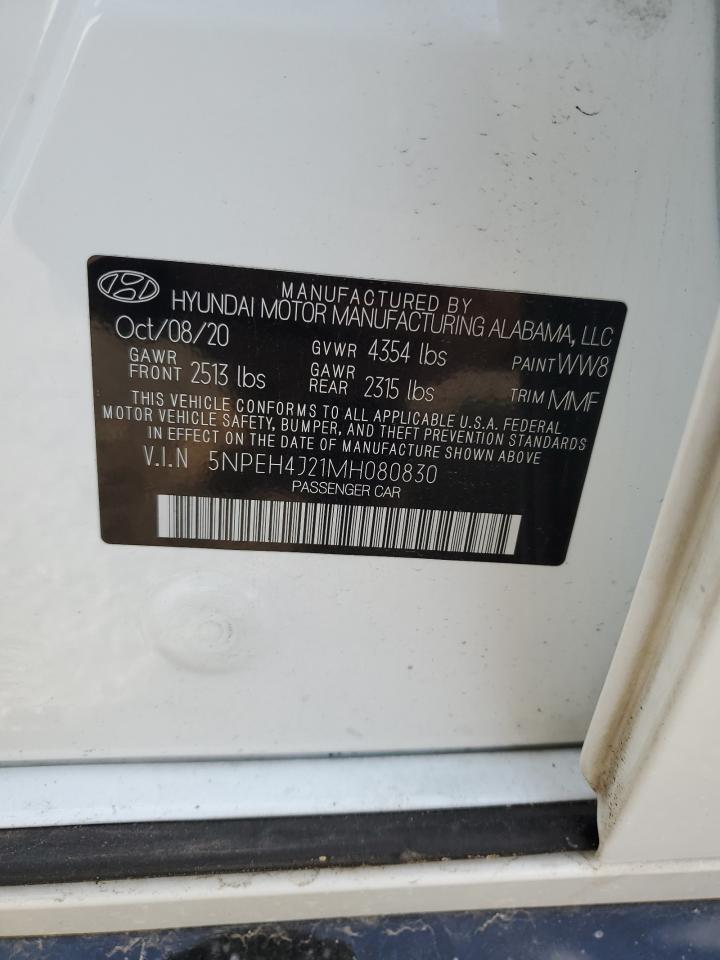 MANUFACTURED BY
HYUNDAI MOTOR MANUFACTURING ALABAMA, LLC
Oct/08/20 GVWR 4354 lbs PAINT WW8
GAWR FRONT 2513 lbs GAWR REAR 2315 lbs TRIM MMF
THIS VEHICLE CONFORMS TO ALL APPLICABLE U.S.A. FEDERAL
MOTOR VEHICLE SAFETY, BUMPER, AND THEFT PREVENTION STANDARDS
IN EFFECT ON THE DATE OF MANUFACTURE SHOWN ABOVE.
V.I.N 5NPEH4J21MH080830
PASSENGER CAR